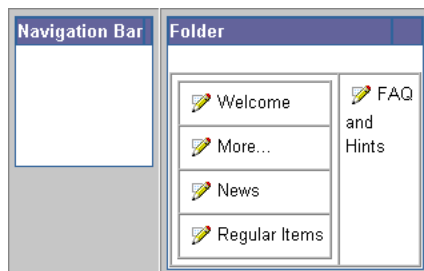 Navigation Bar
Folder
Welcome
More...
News
Regular Items
FAQ
and
Hints